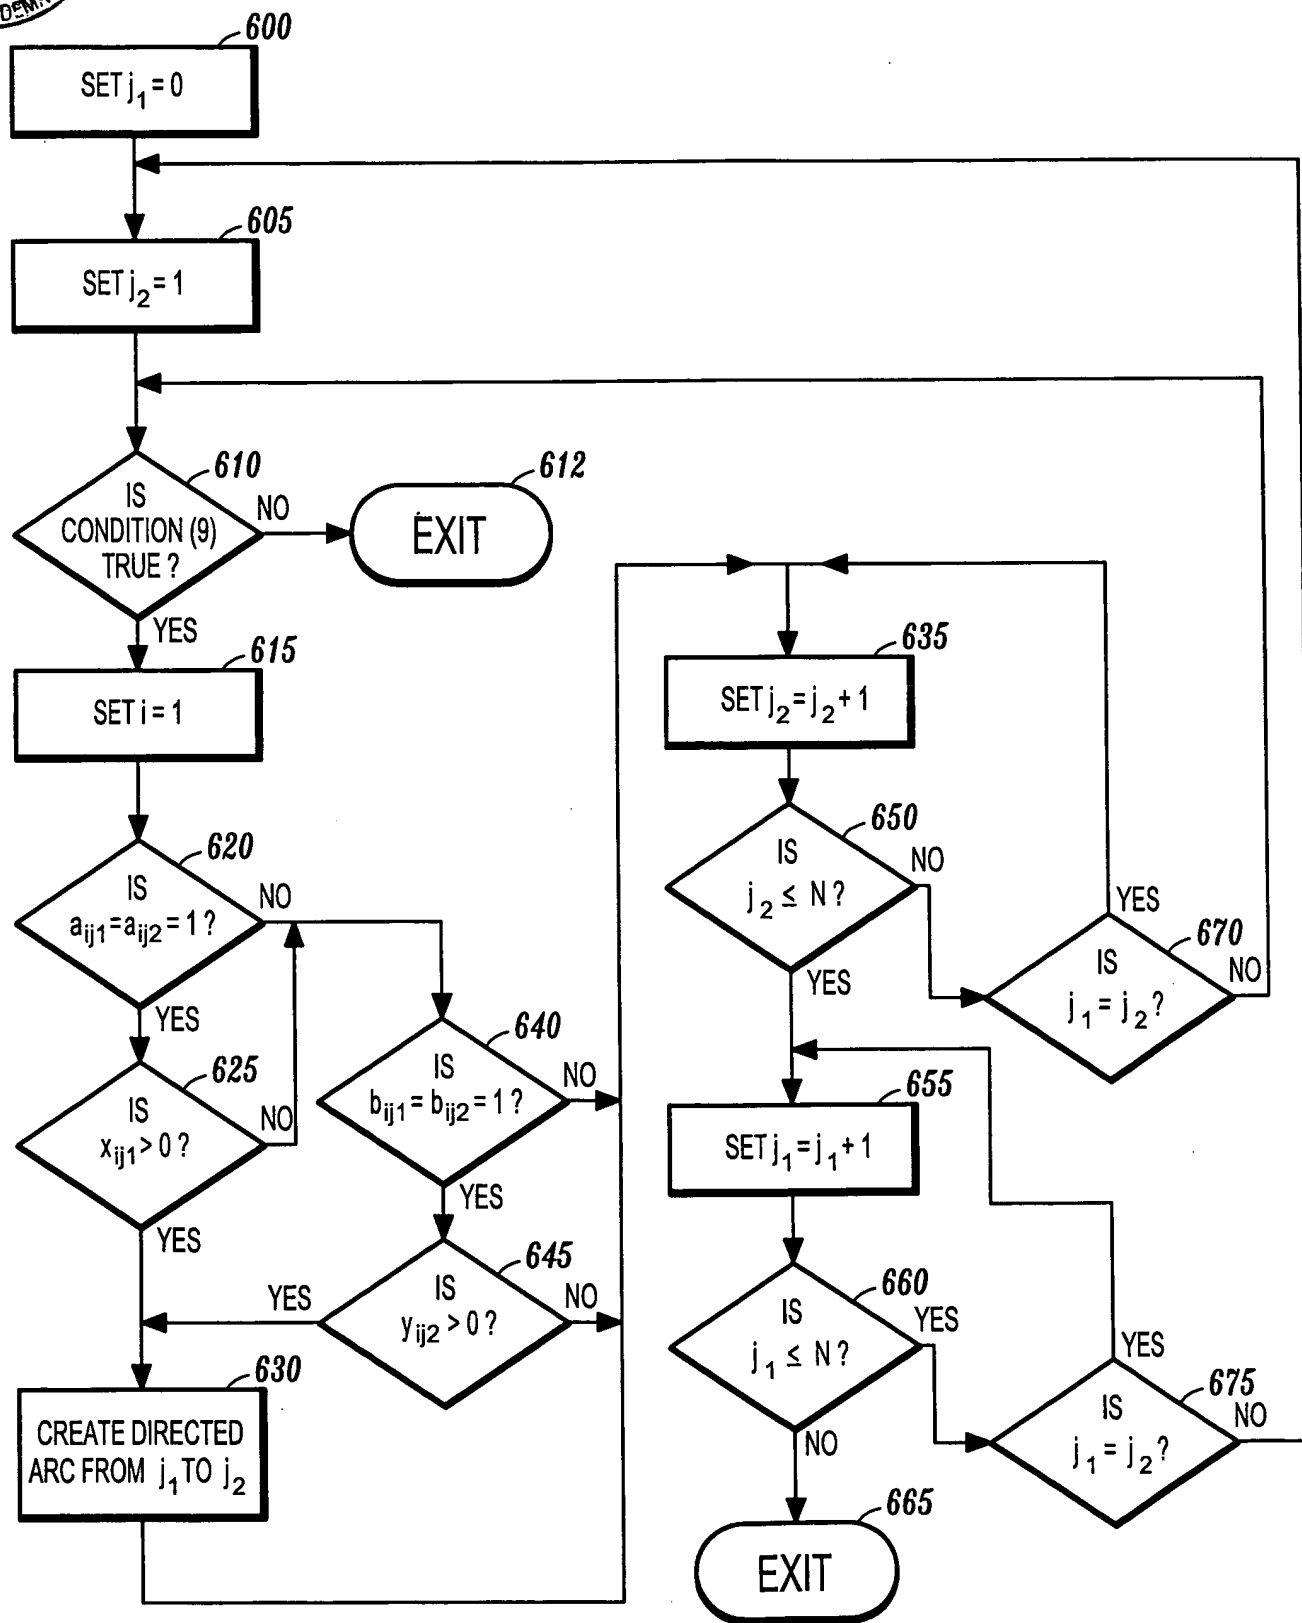 600
SET j1 = 0
605
SET j2 = 1
610
IS
CONDITION (9)
TRUE ?
NO
612
EXIT
YES
615
SET i = 1
620
IS
aij1 = aij2 = 1 ?
NO
YES
625
IS
xij1 > 0 ?
NO
YES
630
CREATE DIRECTED
ARC FROM j1 TO j2
640
IS
bij1 = bij2 = 1 ?
NO
YES
645
IS
yij2 > 0 ?
YES
NO
635
SET j2 = j2 + 1
650
IS
j2 ≤ N ?
NO
YES
670
IS
j1 = j2 ?
YES
NO
655
SET j1 = j1 + 1
660
IS
j1 ≤ N ?
YES
NO
675
IS
j1 = j2 ?
YES
NO
665
EXIT